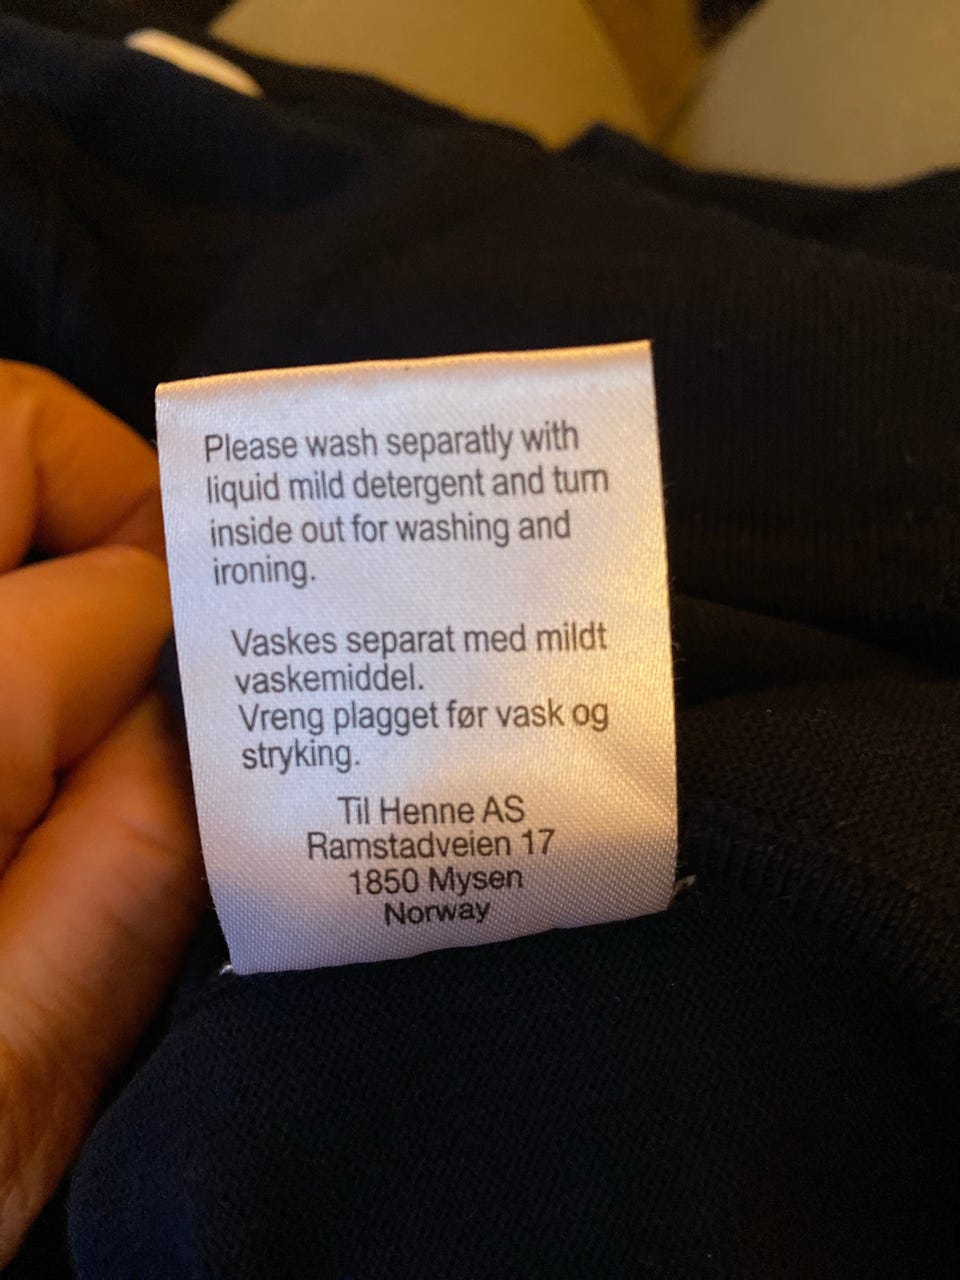 Please wash separatly with
liquid mild detergent and turn
inside out for washing and
ironing.
Vaskes separat med mildt
vaskemiddel.
Vreng plagget før vask og
stryking.
Til Henne AS
Ramstadveien 17
1850 Mysen
Norway